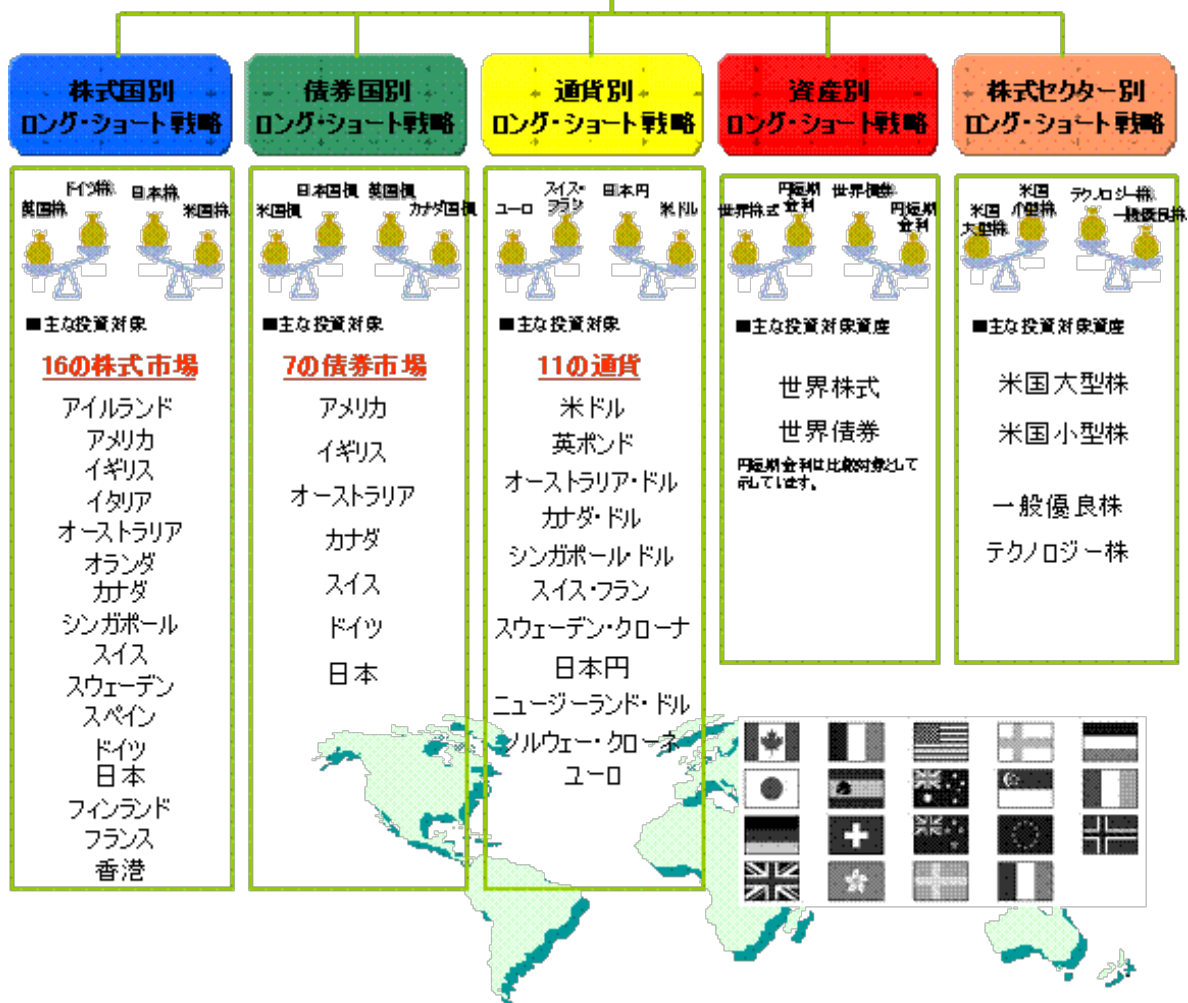 株式国別
ロング・ショート戦略
債券国別
ロング・ショート戦略
通貨別
ロング・ショート戦略
資産別
ロング・ショート戦略
株式セクター別
ロング・ショート戦略
英国株
ドイツ株
日本株
米国株
■主な投資対象
16の株式市場
アイルランド
アメリカ
イギリス
イタリア
オーストラリア
オランダ
カナダ
シンガポール
スイス
スウェーデン
スペイン
ドイツ
日本
フィンランド
フランス
香港
米国債
日本国債
英国債
カナダ国債
■主な投資対象
7の債券市場
アメリカ
イギリス
オーストラリア
カナダ
スイス
ドイツ
日本
ユーロ
スイス・
フラン
日本円
米ドル
■主な投資対象
11の通貨
米ドル
英ポンド
オーストラリア・ドル
カナダ・ドル
シンガポール・ドル
スイス・フラン
スウェーデン・クローナ
日本円
ニュージーランド・ドル
ノルウェー・クローネ
ユーロ
世界株式
円短期
金利
世界債券
円短期
金利
■主な投資対象資産
世界株式
世界債券
円短期金利は比較対象として
示しています。
米国
大型株
米国
小型株
テクノロジー株
一般優良株
■主な投資対象資産
米国大型株
米国小型株
一般優良株
テクノロジー株